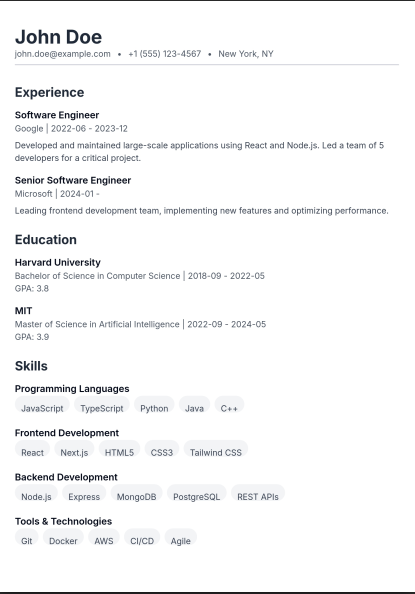 John Doe
john.doe@example.com • +1 (555) 123-4567 • New York, NY
Experience
Software Engineer
Google | 2022-06 - 2023-12
Developed and maintained large-scale applications using React and Node.js. Led a team of 5
developers for a critical project.
Senior Software Engineer
Microsoft | 2024-01 -
Leading frontend development team, implementing new features and optimizing performance.
Education
Harvard University
Bachelor of Science in Computer Science | 2018-09 - 2022-05
GPA: 3.8
MIT
Master of Science in Artificial Intelligence | 2022-09 - 2024-05
GPA: 3.9
Skills
Programming Languages
JavaScript TypeScript Python Java C++
Frontend Development
React Next.js HTML5 CSS3 Tailwind CSS
Backend Development
Node.js Express MongoDB PostgreSQL REST APIs
Tools & Technologies
Git Docker AWS CI/CD Agile